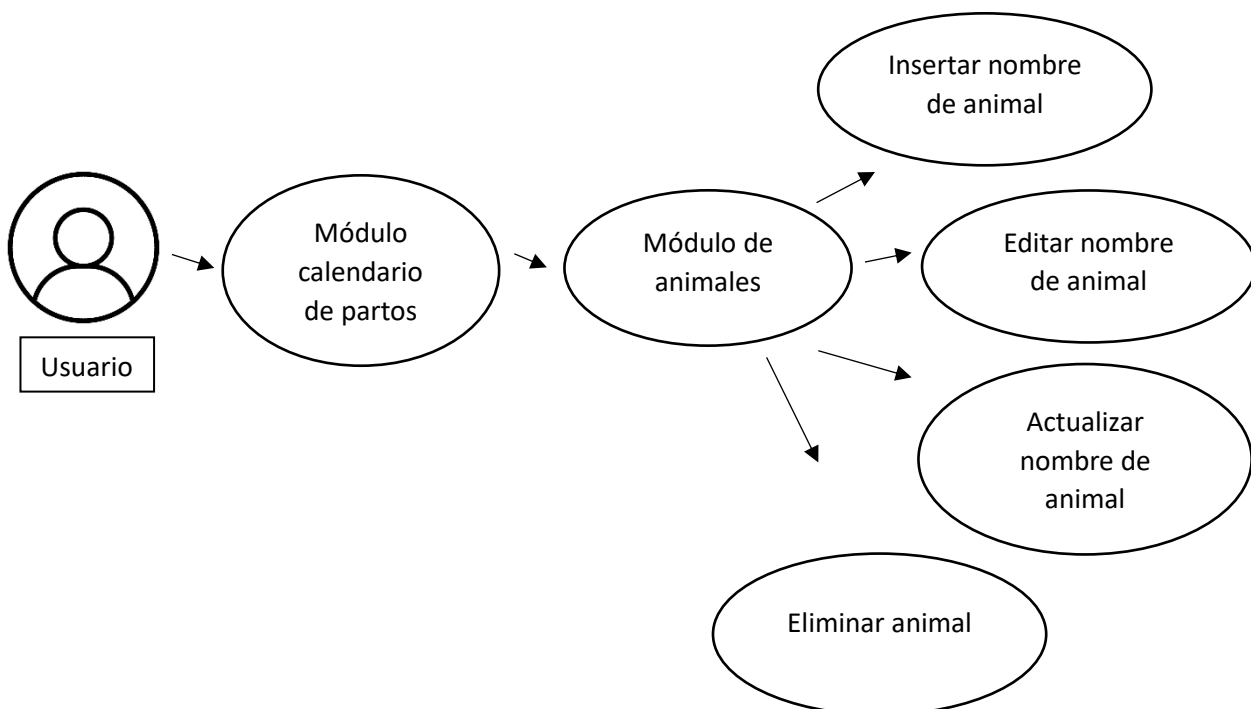 Usuario
Módulo
calendario
de partos
Módulo de
animales
Insertar nombre
de animal
Editar nombre
de animal
Actualizar
nombre de
animal
Eliminar animal